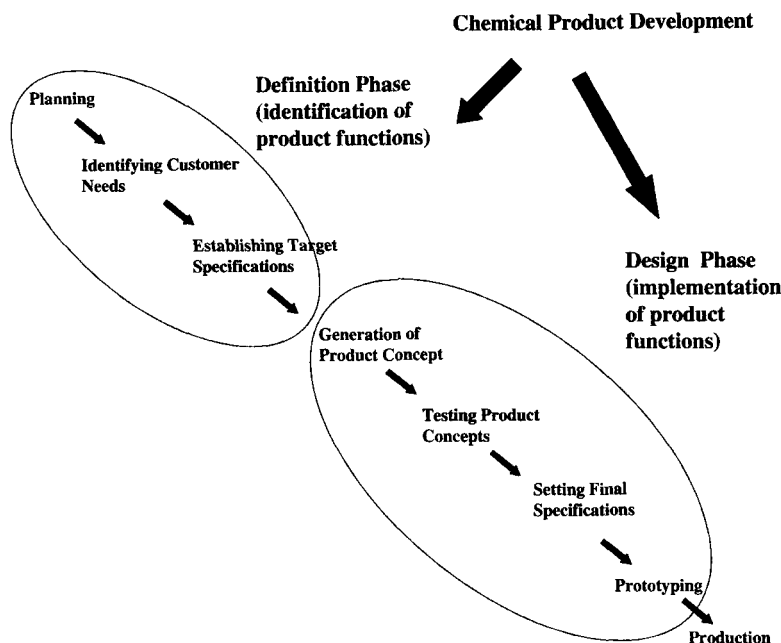 Chemical Product Development
Definition Phase
(identification of
product functions)
Planning
Identifying Customer
Needs
Establishing Target
Specifications
Design Phase
(implementation
of product
functions)
Generation of
Product Concept
Testing Product
Concepts
Setting Final
Specifications
Prototyping
Production